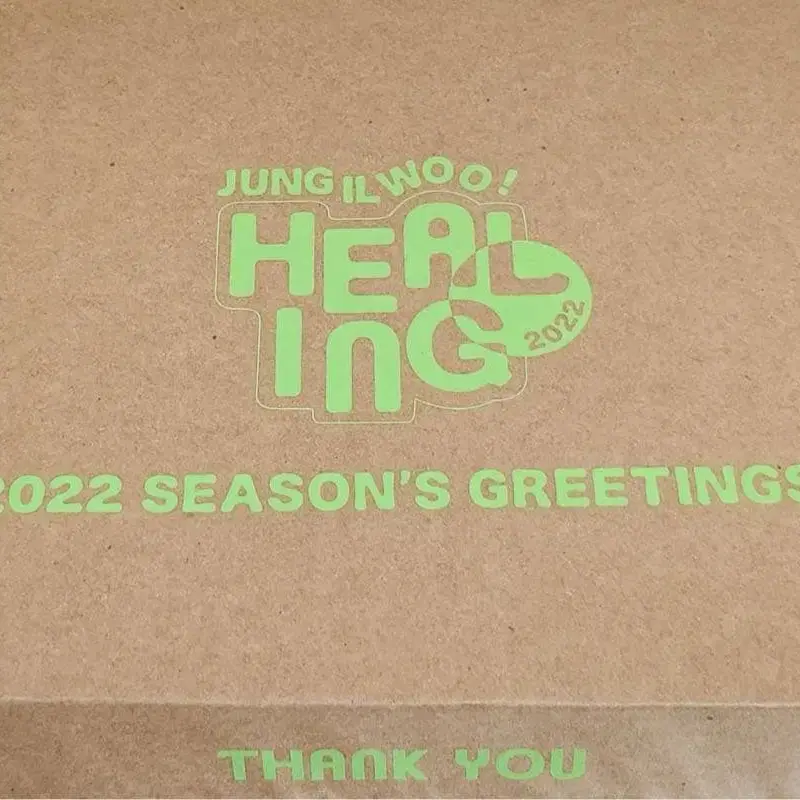 JUNG IL WOO!
HEAL
ING
2022
2022 SEASON'S GREETINGS
THANK YOU